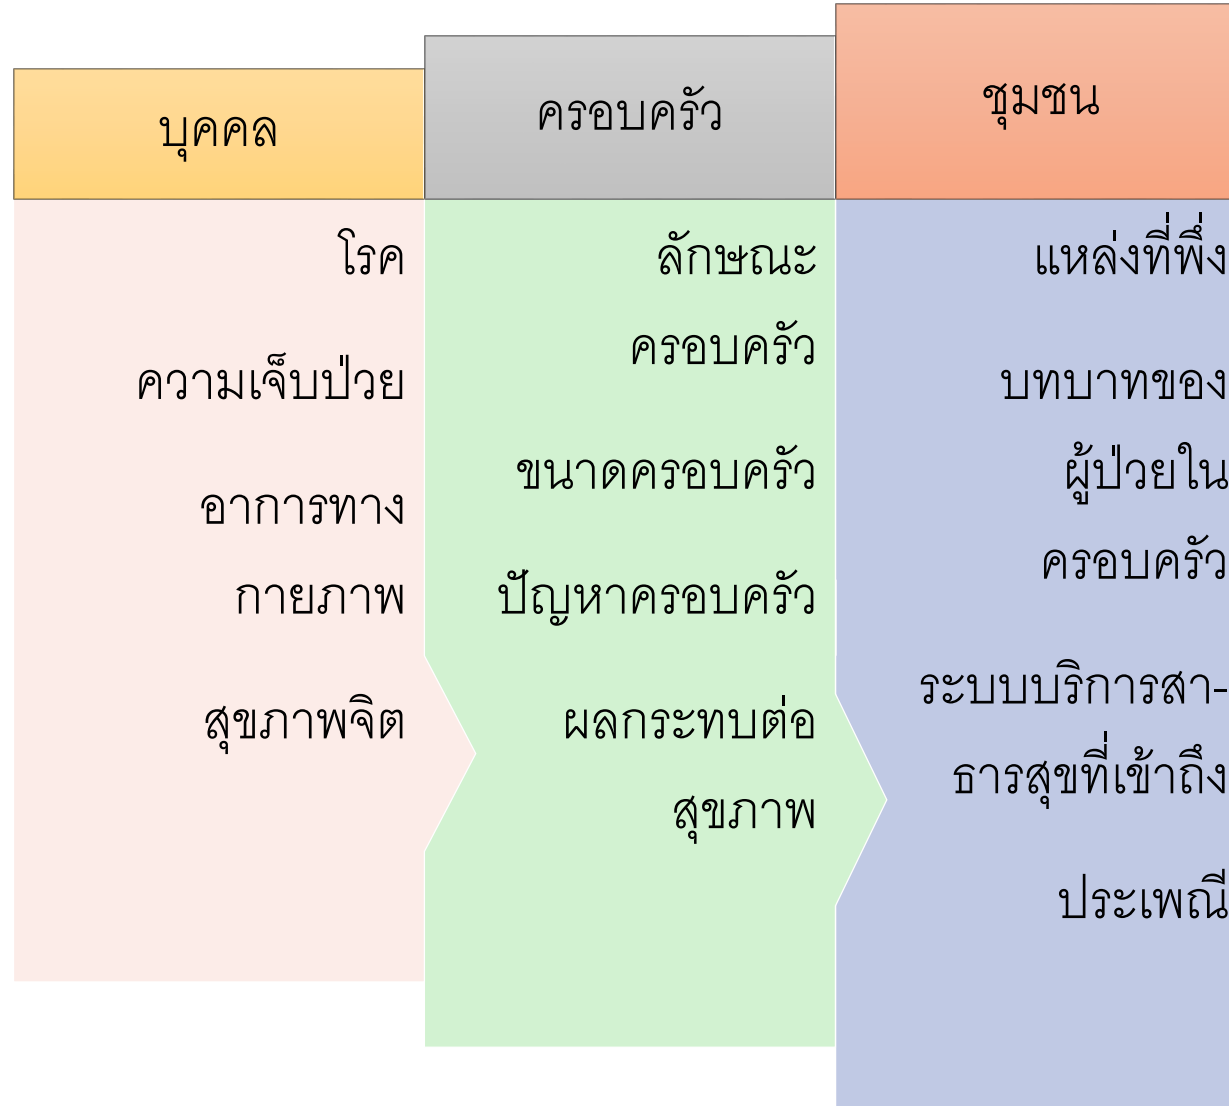 บุคคล
โรค
ความเจ็บป่วย
อาการทาง
กายภาพ
สุขภาพจิต
ครอบครัว
ลักษณะ
ครอบครัว
ขนาดครอบครัว
ปัญหาครอบครัว
ผลกระทบต่อ
สุขภาพ
ชุมชน
แหล่งที่พึ่ง
บทบาทของ
ผู้ป่วยใน
ครอบครัว
ระบบบริการสา-
ธารสุขที่เข้าถึง
ประเพณี